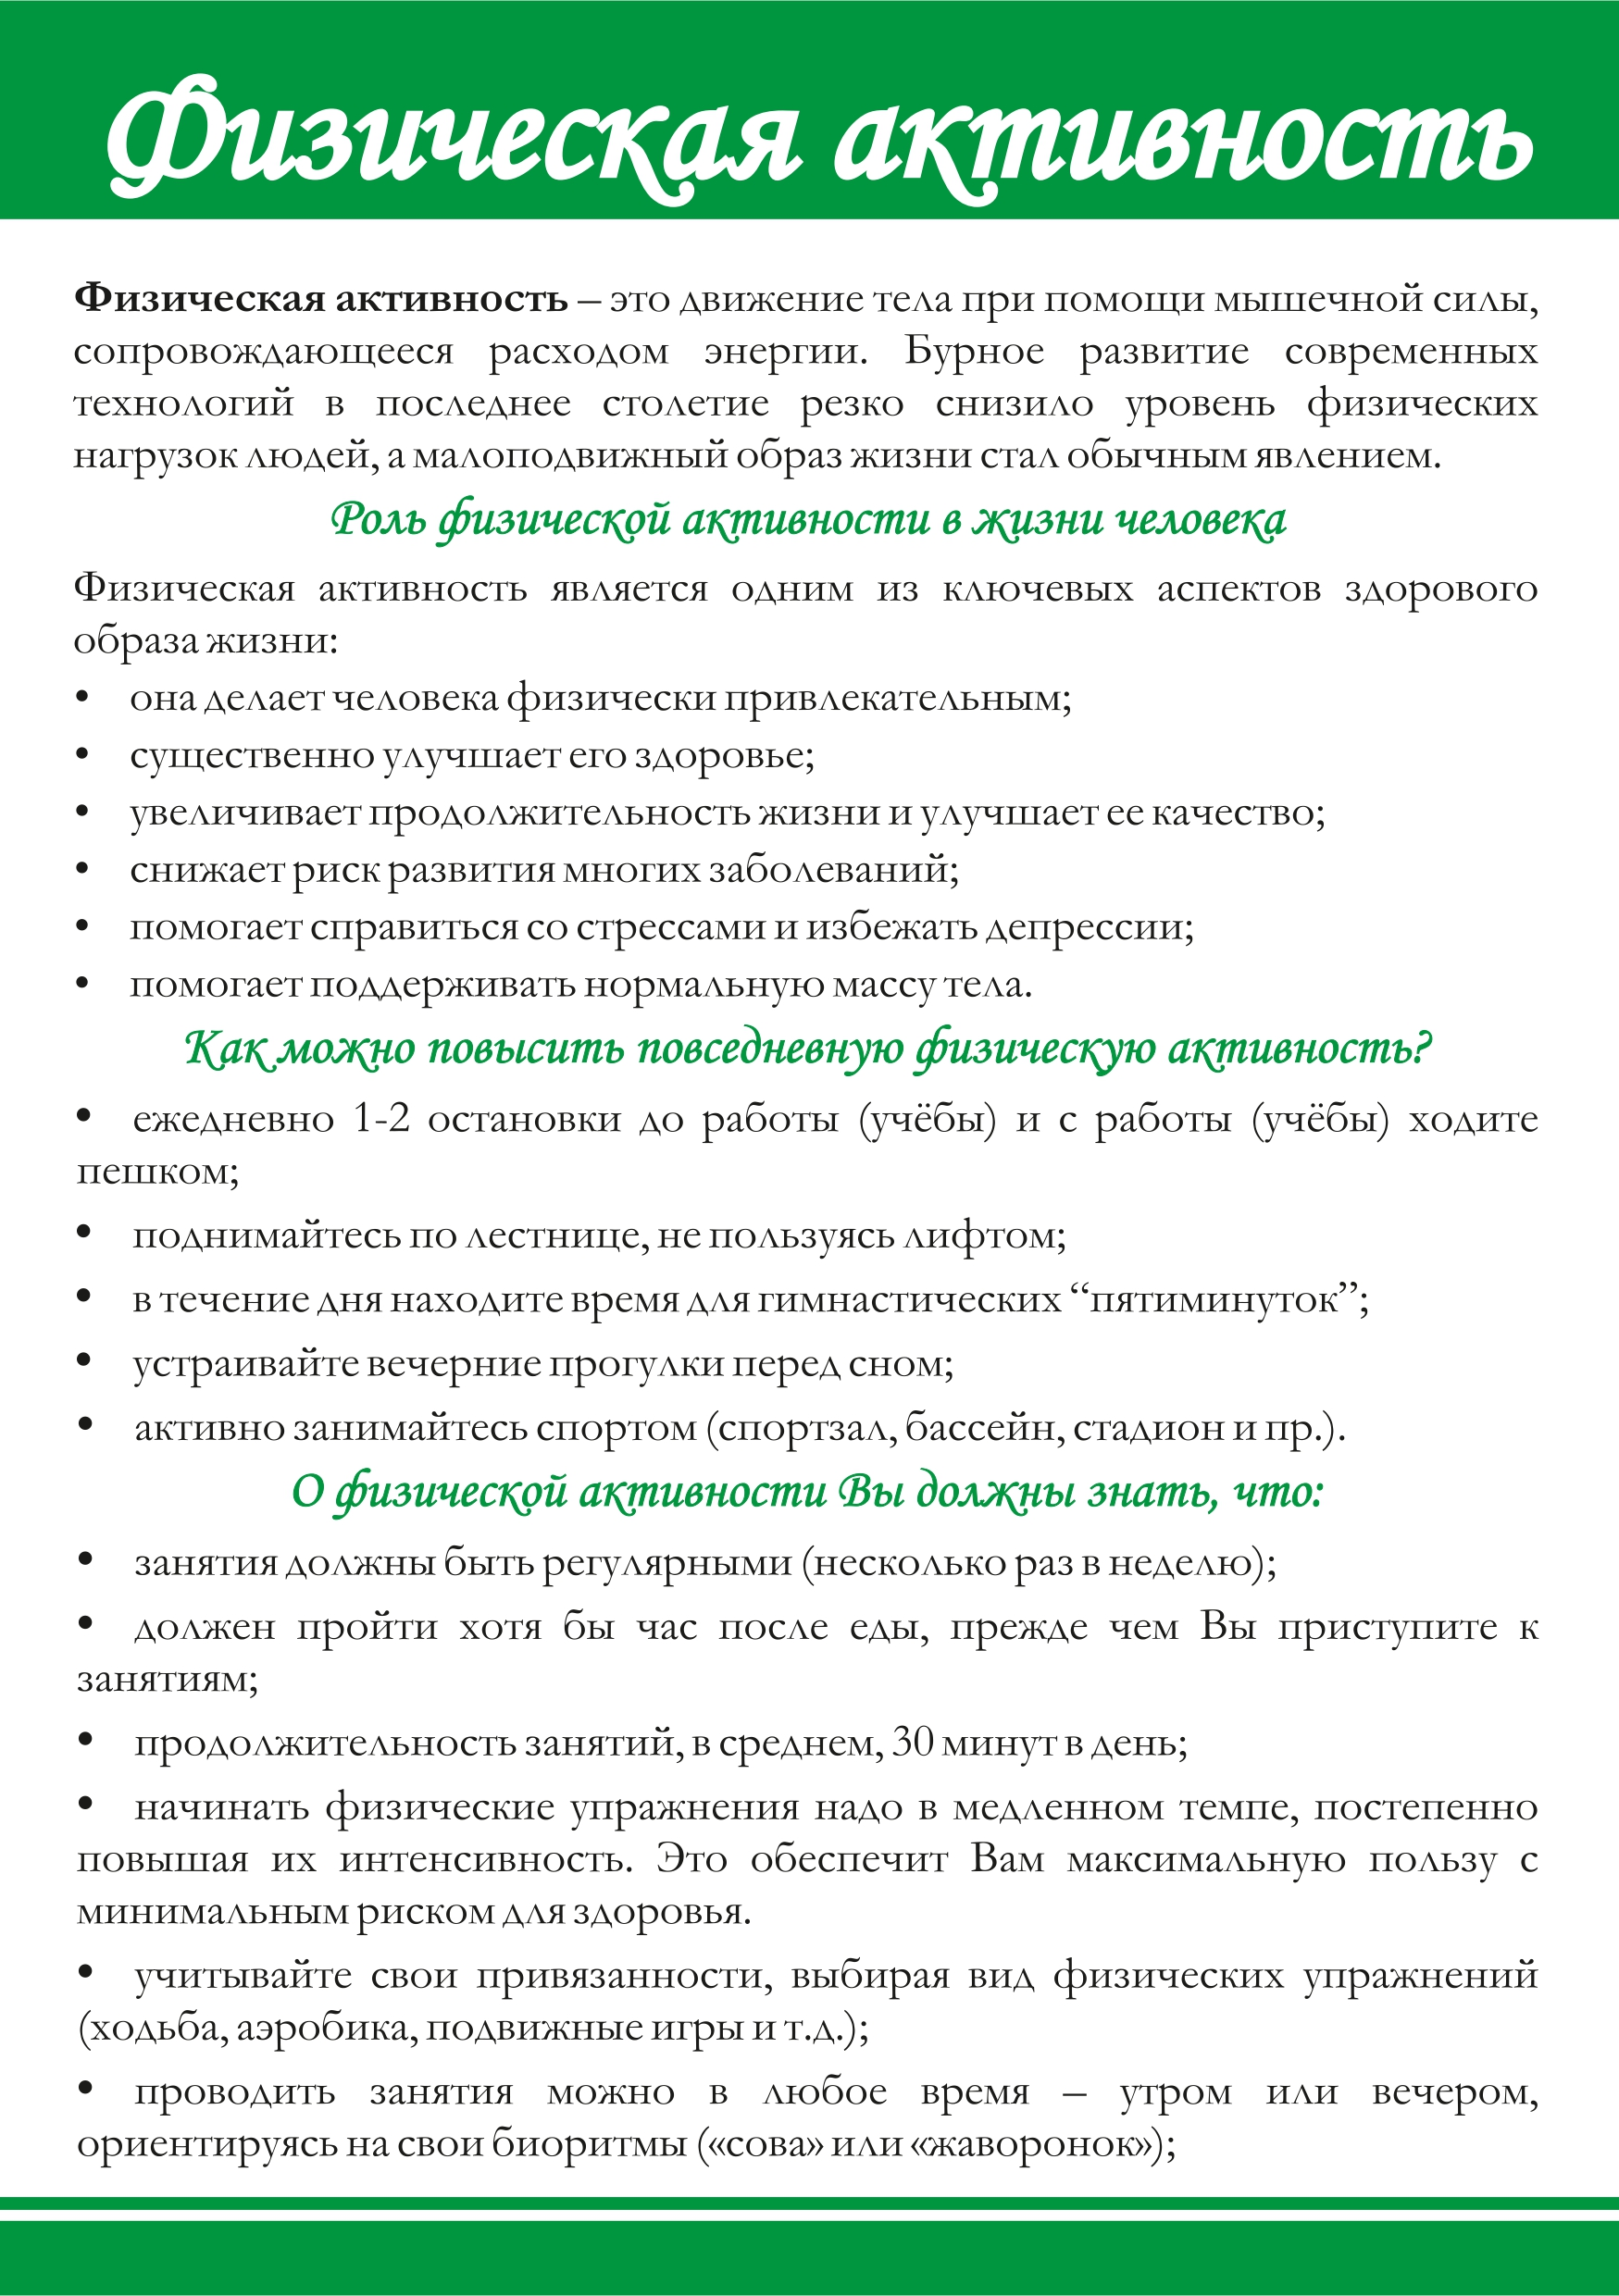 Физическая активность
Физическая активность – это движение тела при помощи мышечной силы,
сопровождающееся расходом энергии. Бурное развитие современных
технологий в последнее столетие резко снизило уровень физических
нагрузок людей, а малоподвижный образ жизни стал обычным явлением.
Роль физической активности в жизни человека
Физическая активность является одним из ключевых аспектов здорового
образа жизни:
• она делает человека физически привлекательным;
• существенно улучшает его здоровье;
• увеличивает продолжительность жизни и улучшает ее качество;
• снижает риск развития многих заболеваний;
• помогает справиться со стрессами и избежать депрессии;
• помогает поддерживать нормальную массу тела.
Как можно повысить повседневную физическую активность?
• ежедневно 1-2 остановки до работы (учёбы) и с работы (учёбы) ходите
пешком;
• поднимайтесь по лестнице, не пользуясь лифтом;
• в течение дня находите время для гимнастических “пятиминуток”;
• устраивайте вечерние прогулки перед сном;
• активно занимайтесь спортом (спортзал, бассейн, стадион и пр.).
О физической активности Вы должны знать, что:
• занятия должны быть регулярными (несколько раз в неделю);
• должен пройти хотя бы час после еды, прежде чем Вы приступите к
занятиям;
• продолжительность занятий, в среднем, 30 минут в день;
• начинать физические упражнения надо в медленном темпе, постепенно
повышая их интенсивность. Это обеспечит Вам максимальную пользу с
минимальным риском для здоровья.
• учитывайте свои привязанности, выбирая вид физических упражнений
(ходьба, аэробика, подвижные игры и т.д.);
• проводить занятия можно в любое время – утром или вечером,
ориентируясь на свои биоритмы («сова» или «жаворонок»);